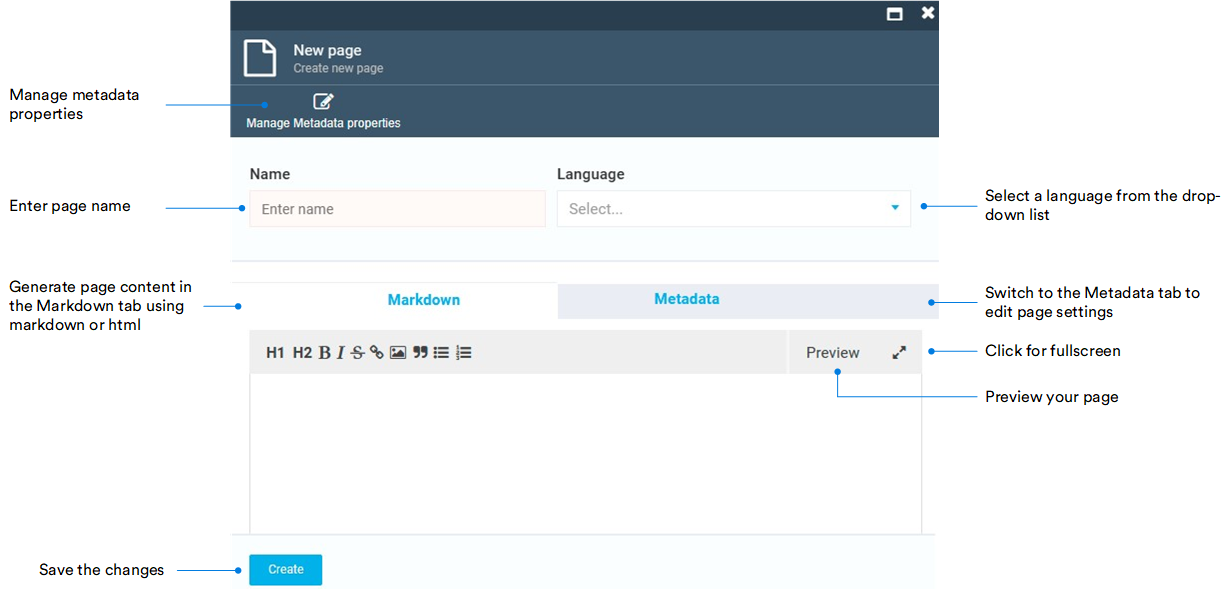 New page
Create new page
Manage metadata
properties
Manage Metadata properties
Name
Language
Enter page name
Enter name
Select...
Select a language from the drop-
down list
Generate page content in
the Markdown tab using
markdown or html
Markdown
Metadata
Switch to the Metadata tab to
edit page settings
H1 H2 B I S
Preview
Click for fullscreen
Preview your page
Save the changes
Create